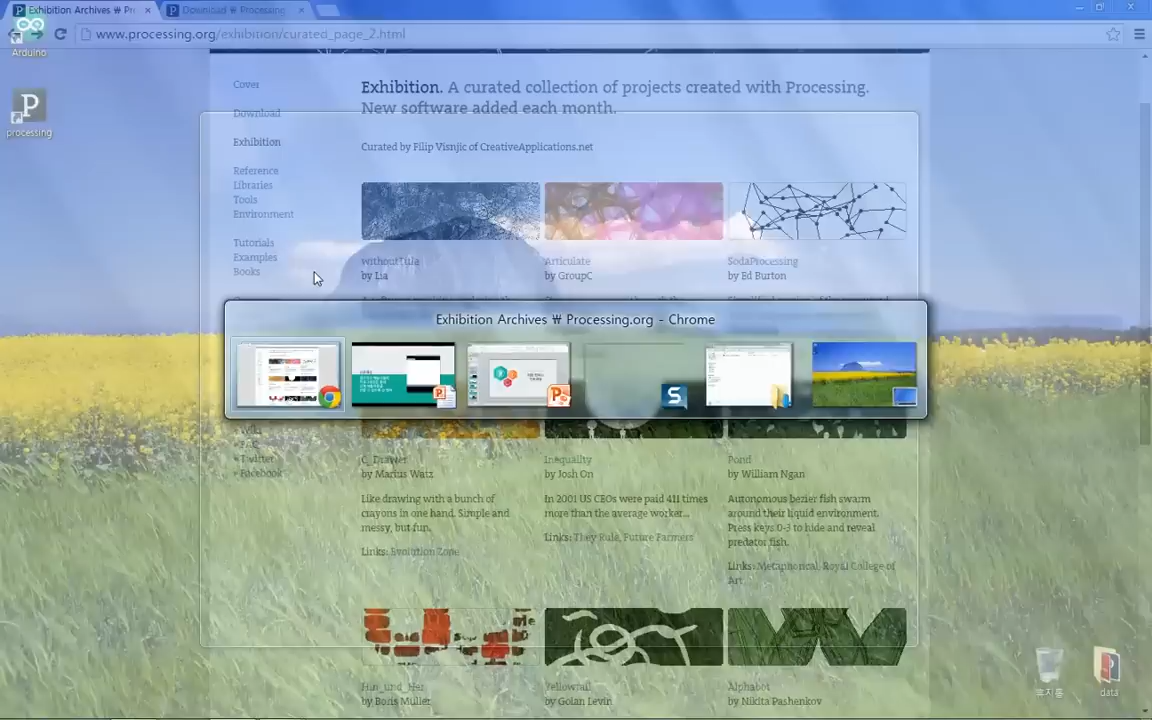 Exhibition Archives ₩ Pr
Download ₩ Processing
www.processing.org/exhibition/curated_page_2.html
Arduino
processing
Cover
Download
Exhibition
Reference
Libraries
Tools
Environment
Tutorials
Examples
Books
Exhibition. A curated collection of projects created with Processing.
New software added each month.
Curated by Filip Visnjic of CreativeApplications.net
withoutTitle
by Lia
Articulate
by GroupC
SodaProcessing
by Ed Burton
Exhibition Archives ₩ Processing.org - Chrome
» Twitter
» Facebook
C_Drawer
by Marius Watz
Like drawing with a bunch of
crayons in one hand. Simple and
messy, but fun.
Links: Evolution Zone
Inequality
by Josh On
In 2001 US CEOs were paid 411 times
more than the average worker...
Links: They Rule, Future Farmers
Pond
by William Ngan
Autonomous bezier fish swarm
around their liquid environment.
Press keys 0-3 to hide and reveal
predator fish.
Links: Metaphorical, Royal College of
Art
Hin_und_Her
by Boris Müller
Yellowtail
by Golan Levin
Alphabot
by Nikita Pashenkov
휴지통
data